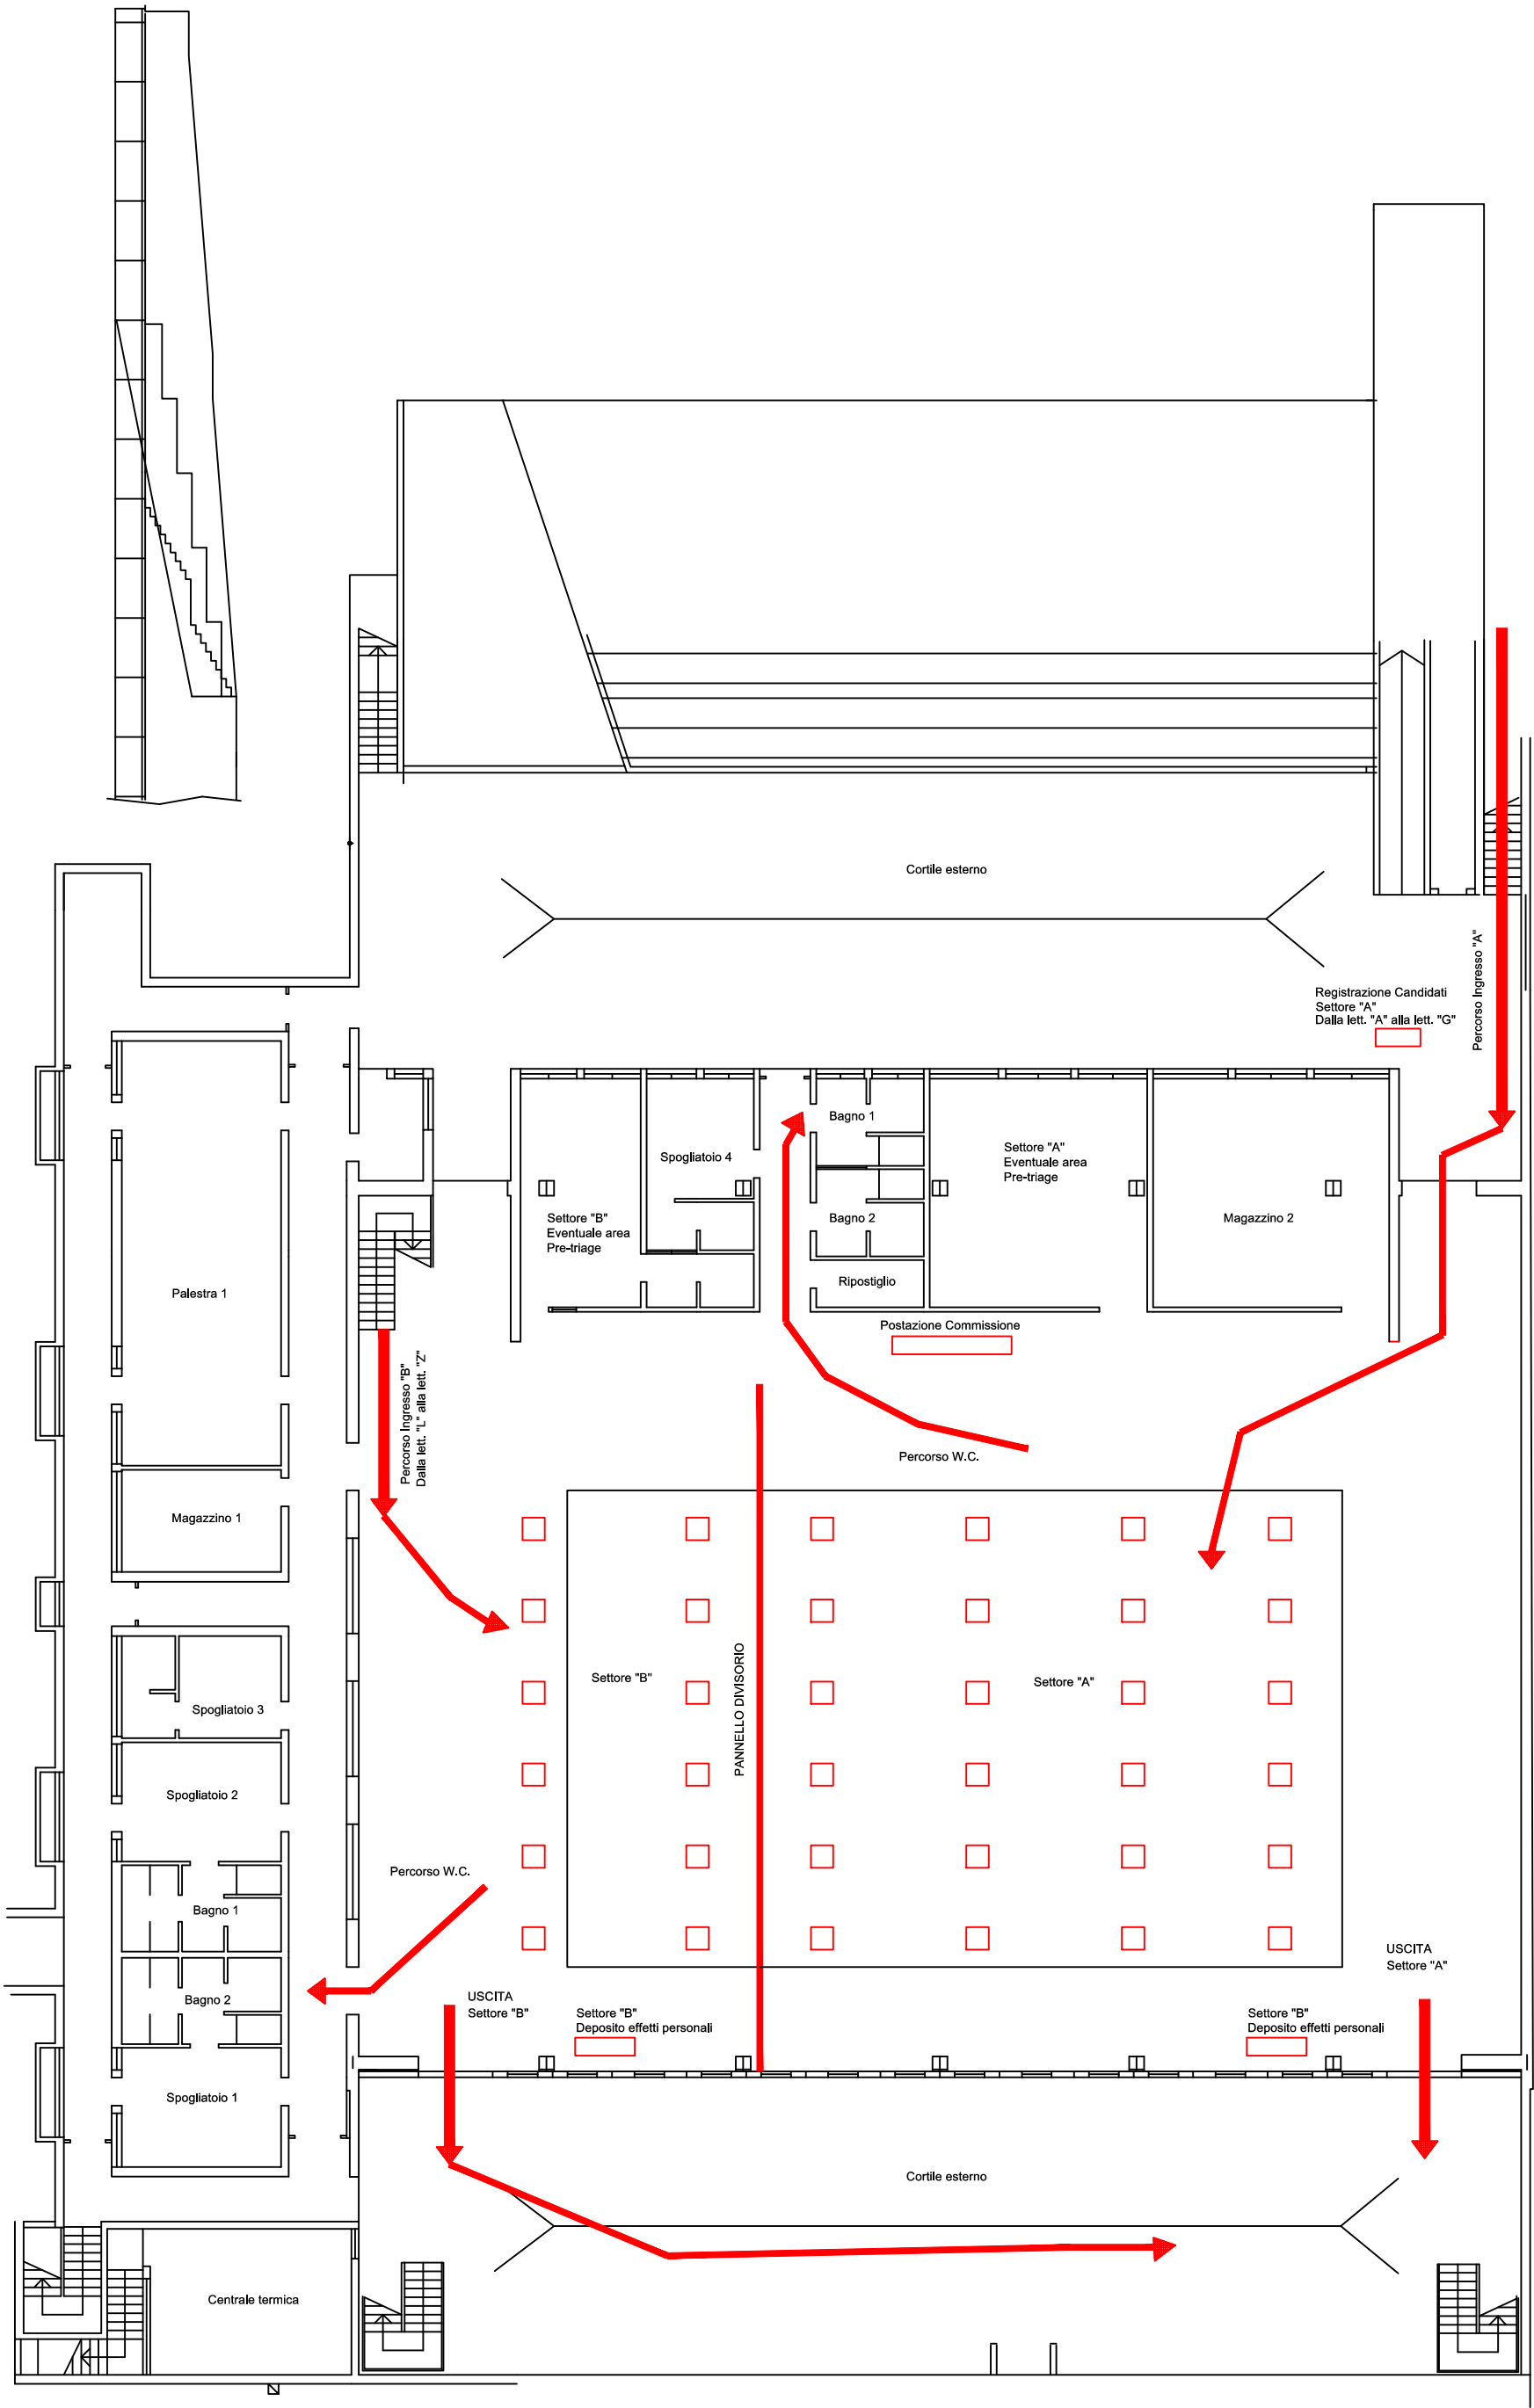 Cortile esterno
Percorso Ingresso "A"
Registrazione Candidati
Settore "A"
Dalla lett. "A" alla lett. "G"
Bagno 1
Spogliatoio 4
Settore "A"
Eventuale area
Pre-triage
Settore "B"
Eventuale area
Pre-triage
Bagno 2
Magazzino 2
Ripostiglio
Palestra 1
Postazione Commissione
Percorso Ingresso "B"
Dalla lett. "L" alla lett. "Z"
Percorso W.C.
Magazzino 1
Settore "B"
PANNELLO DIVISORIO
Settore "A"
Spogliatoio 3
Spogliatoio 2
Percorso W.C.
Bagno 1
Bagno 2
USCITA
Settore "B"
Settore "B"
Deposito effetti personali
Settore "B"
Deposito effetti personali
USCITA
Settore "A"
Spogliatoio 1
Cortile esterno
Centrale termica